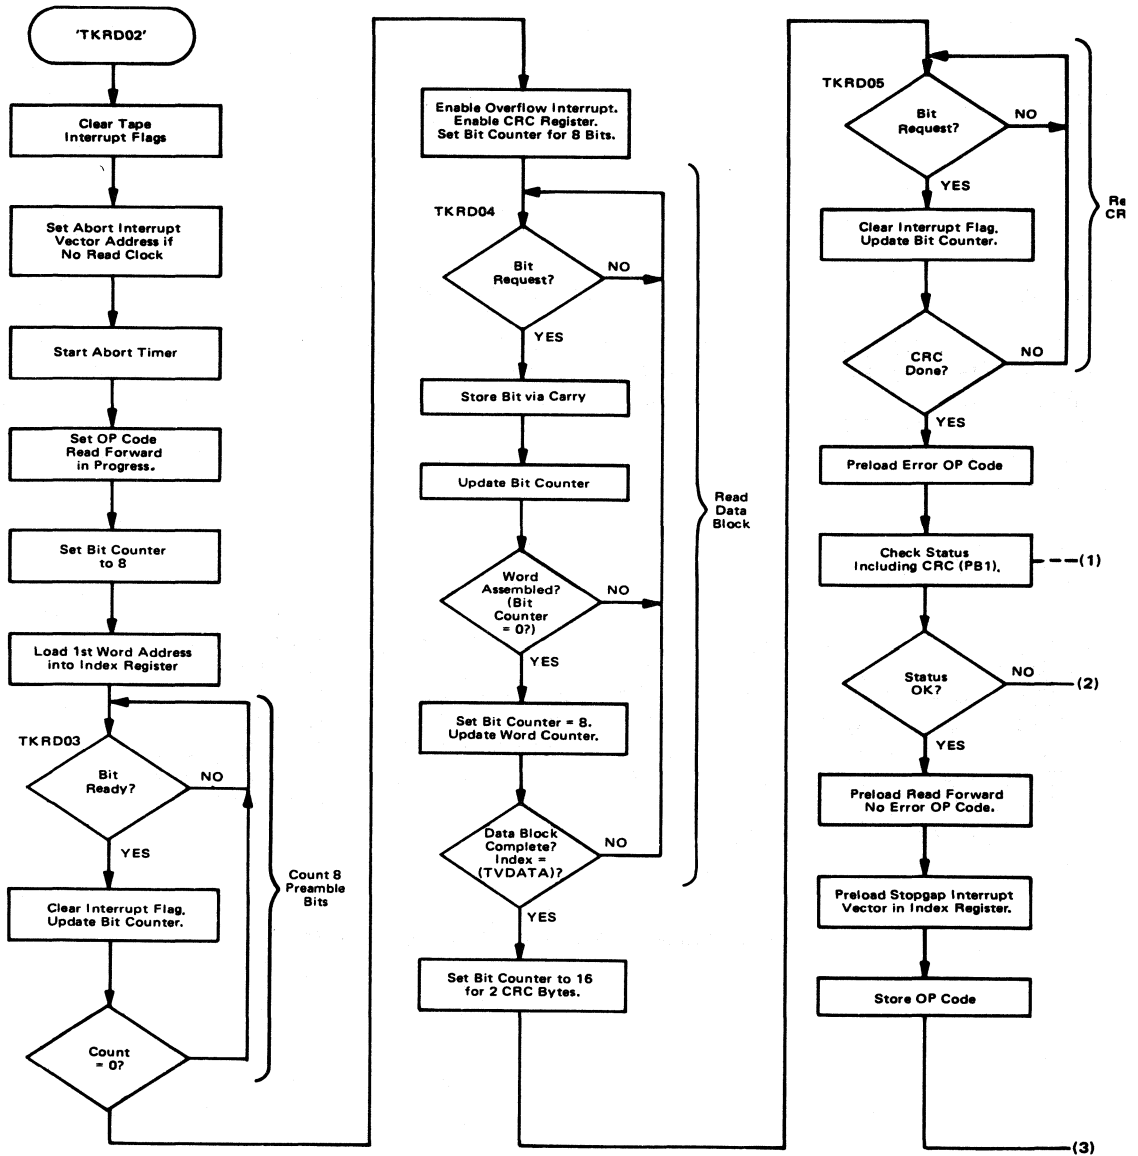 'TKRD02'
Clear Tape
Interrupt Flags
Set Abort Interrupt
Vector Address if
No Read Clock
Start Abort Timer
Set OP Code
Read Forward
in Progress.
Set Bit Counter
to 8
Load 1st Word Address
into Index Register
TKRD03
Bit
Ready?
NO
YES
Clear Interrupt Flag.
Update Bit Counter.
Count
= 0?
Count 8
Preamble
Bits
Enable Overflow Interrupt.
Enable CRC Register.
Set Bit Counter for 8 Bits.
TKRD04
Bit
Request?
NO
YES
Store Bit via Carry
Update Bit Counter
Word
Assembled?
(Bit
Counter
= 0?)
NO
YES
Set Bit Counter = 8.
Update Word Counter.
Data Block
Complete?
Index =
(TVDATA)?
NO
YES
Set Bit Counter to 16
for 2 CRC Bytes.
Read
Data
Block
TKRD05
Bit
Request?
NO
YES
Clear Interrupt Flag.
Update Bit Counter.
CRC
Done?
NO
YES
Re
CR
Preload Error OP Code
Check Status
Including CRC (PB1).
(1)
Status
OK?
NO
(2)
YES
Preload Read Forward
No Error OP Code.
Preload Stopgap Interrupt
Vector in Index Register.
Store OP Code
(3)